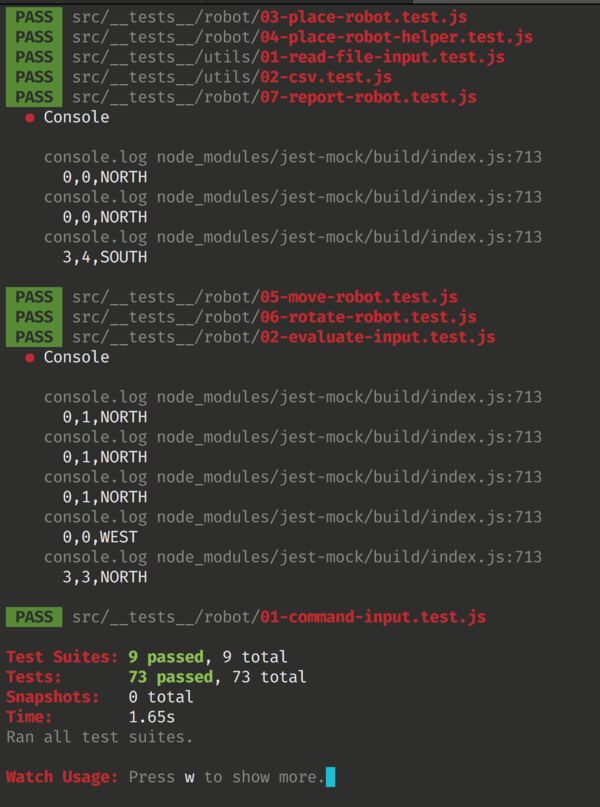 PASS src/__tests__/robot/03-place-robot.test.js
PASS src/__tests__/robot/04-place-robot-helper.test.js
PASS src/__tests__/utils/01-read-file-input.test.js
PASS src/__tests__/utils/02-csv.test.js
PASS src/__tests__/robot/07-report-robot.test.js
● Console
console.log node_modules/jest-mock/build/index.js:713
0,0,NORTH
console.log node_modules/jest-mock/build/index.js:713
0,0,NORTH
console.log node_modules/jest-mock/build/index.js:713
3,4,SOUTH
PASS src/__tests__/robot/05-move-robot.test.js
PASS src/__tests__/robot/06-rotate-robot.test.js
PASS src/__tests__/robot/02-evaluate-input.test.js
● Console
console.log node_modules/jest-mock/build/index.js:713
0,1,NORTH
console.log node_modules/jest-mock/build/index.js:713
0,1,NORTH
console.log node_modules/jest-mock/build/index.js:713
0,1,NORTH
console.log node_modules/jest-mock/build/index.js:713
0,0,WEST
console.log node_modules/jest-mock/build/index.js:713
3,3,NORTH
PASS src/__tests__/robot/01-command-input.test.js
Test Suites: 9 passed, 9 total
Tests: 73 passed, 73 total
Snapshots: 0 total
Time: 1.65s
Ran all test suites.
Watch Usage: Press w to show more.